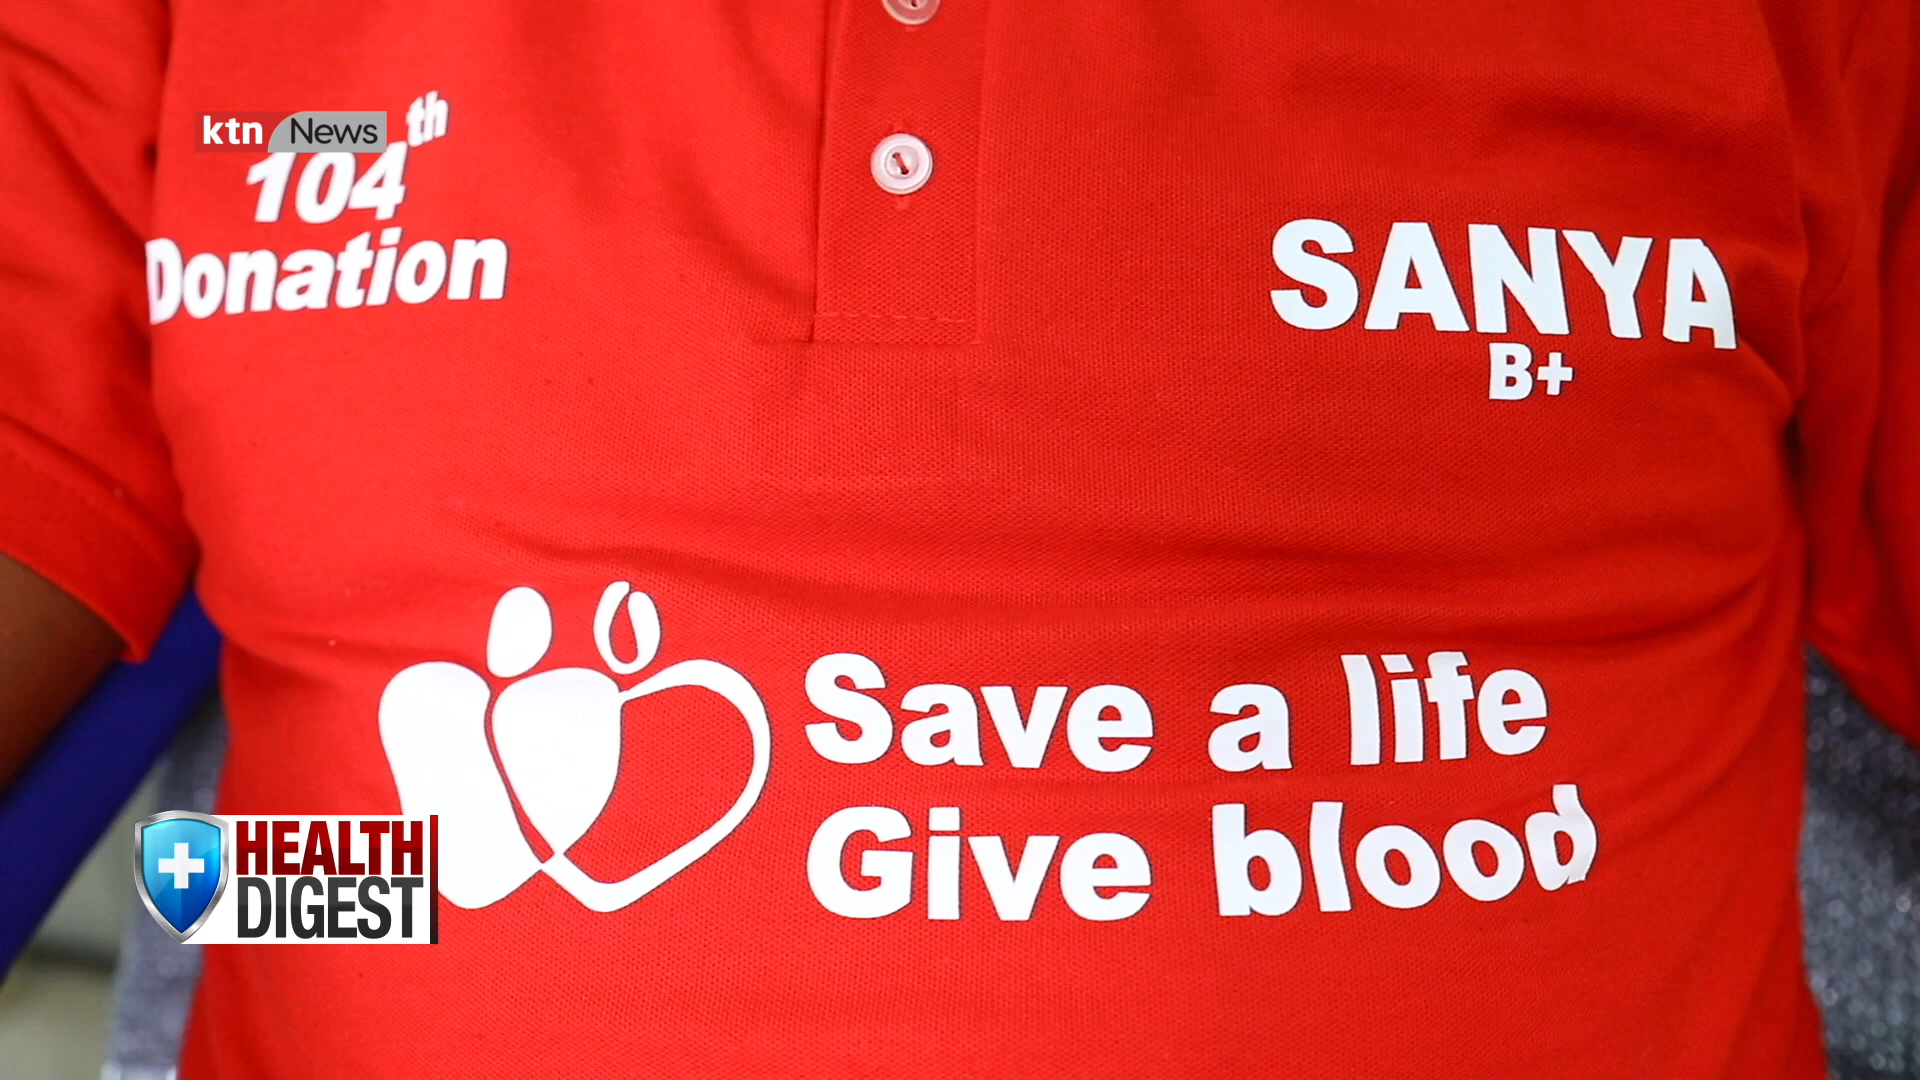 ktn News
104th
Donation
SANYA
B+
Save a life
Give blood
HEALTH
DIGEST